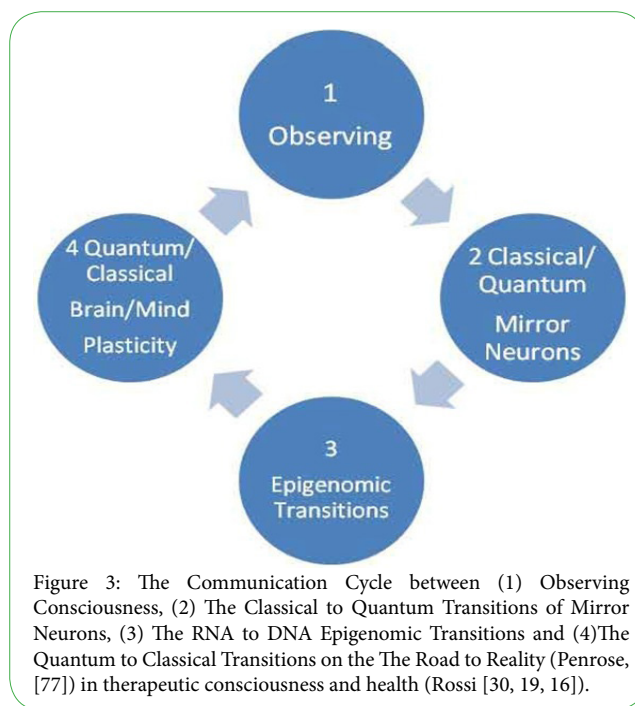 1
Observing
2 Classical/
Quantum
Mirror
Neurons
3
Epigenomic
Transitions
4 Quantum/
Classical
Brain/Mind
Plasticity
Figure 3: The Communication Cycle between (1) Observing
Consciousness, (2) The Classical to Quantum Transitions of Mirror
Neurons, (3) The RNA to DNA Epigenomic Transitions and (4)The
Quantum to Classical Transitions on the The Road to Reality (Penrose,
[77]) in therapeutic consciousness and health (Rossi [30, 19, 16]).